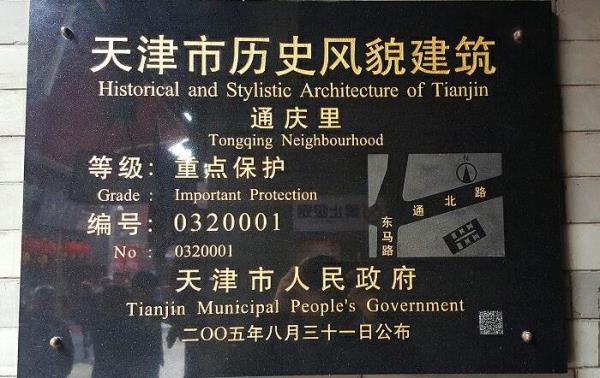 天津市历史风貌建筑
Historical and Stylistic Architecture of Tianjin
通庆里
Tongqing Neighbourhood
等级：重点保护
Grade : Important Protection
编号：0320001
No : 0320001
N
通北路
东马路
天津市人民政府
Tianjin Municipal People's Government
二〇〇五年八月三十一日公布